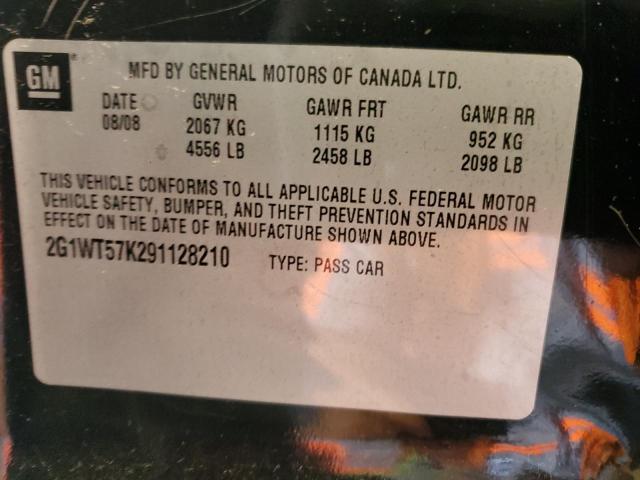 GM
MFD BY GENERAL MOTORS OF CANADA LTD.
DATE GVWR GAWR FRT GAWR RR
08/08 2067 KG 1115 KG 952 KG
4556 LB 2458 LB 2098 LB
THIS VEHICLE CONFORMS TO ALL APPLICABLE U.S. FEDERAL MOTOR
VEHICLE SAFETY, BUMPER, AND THEFT PREVENTION STANDARDS IN
EFFECT ON THE DATE OF MANUFACTURE SHOWN ABOVE.
2G1WT57K291128210 TYPE: PASS CAR